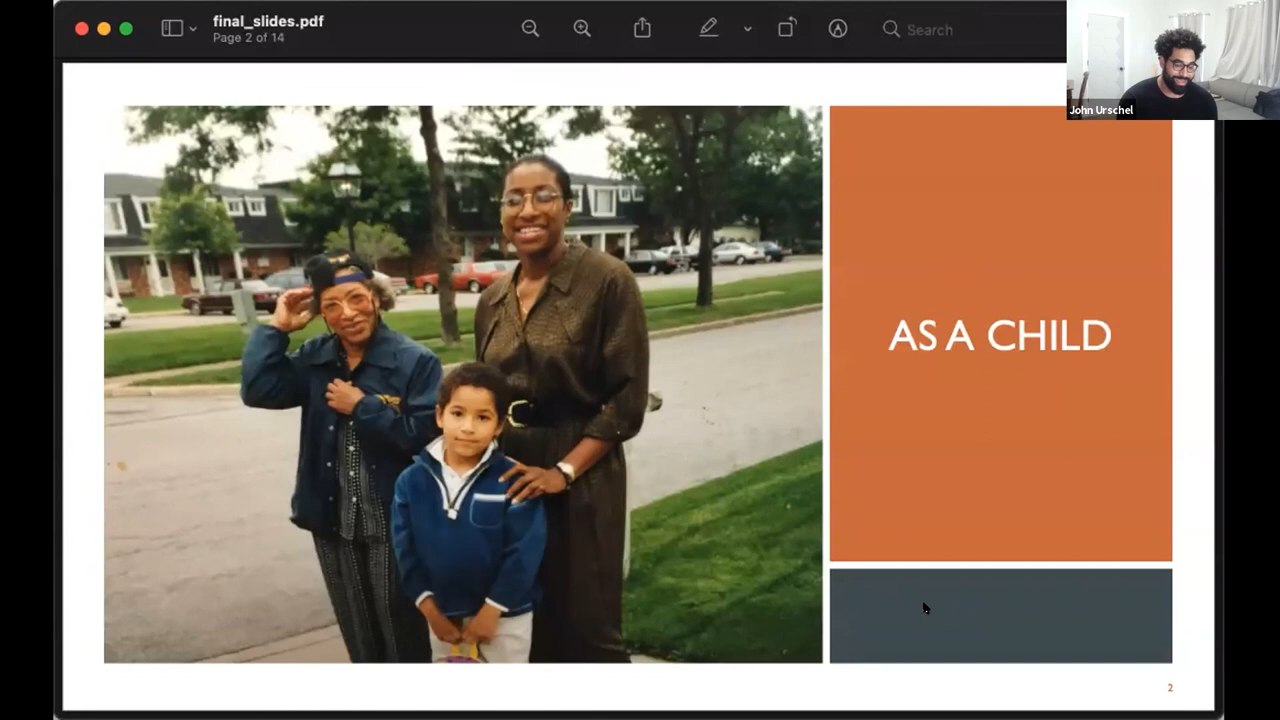 final_slides.pdf
Page 2 of 14
Search
John Urschel
AS A CHILD
2